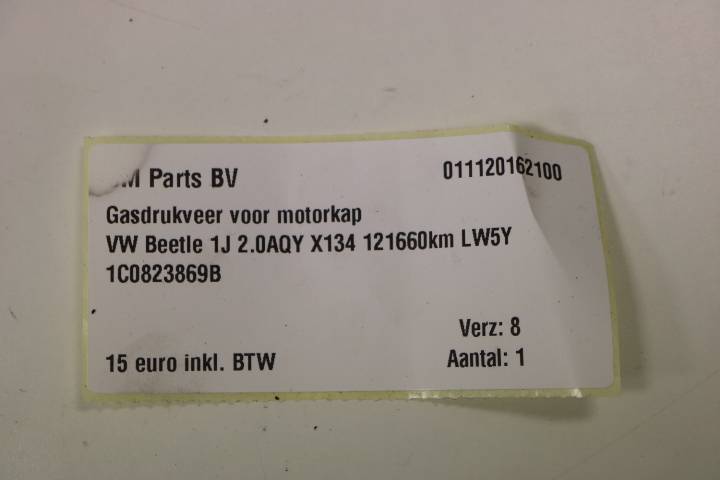 Parts BV 011120162100
Gasdrukveer voor motorkap
VW Beetle 1J 2.0AQY X134 121660km LW5Y
1C0823869B
Verz: 8
15 euro inkl. BTW Aantal: 1